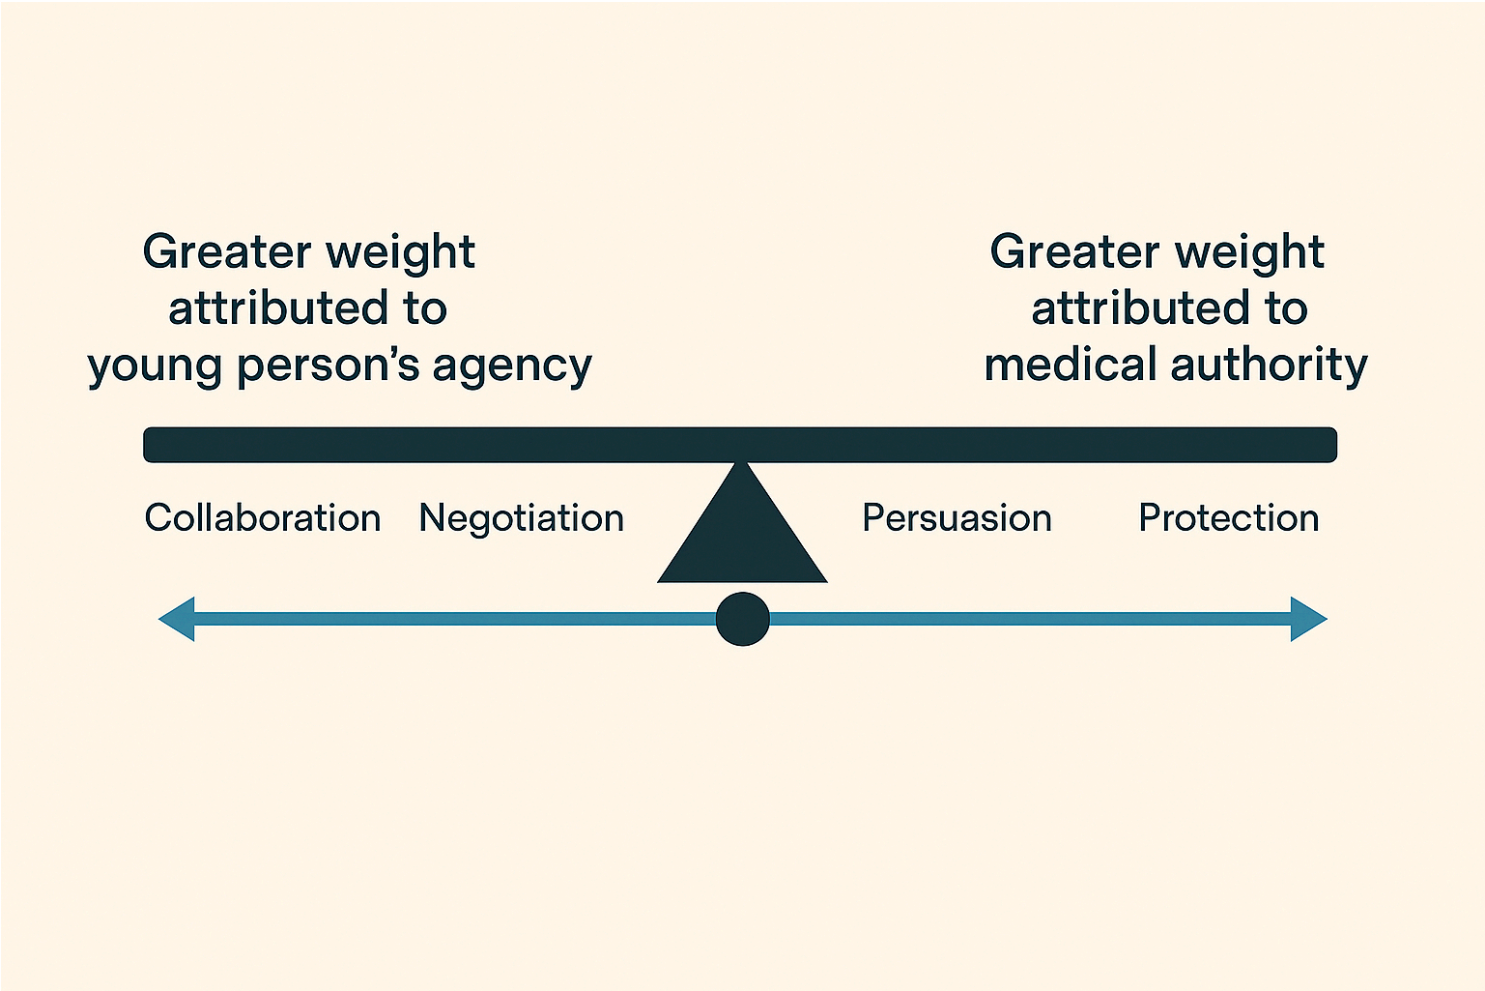 Greater weight
attributed to
young person’s agency
Greater weight
attributed to
medical authority
Collaboration
Negotiation
Persuasion
Protection